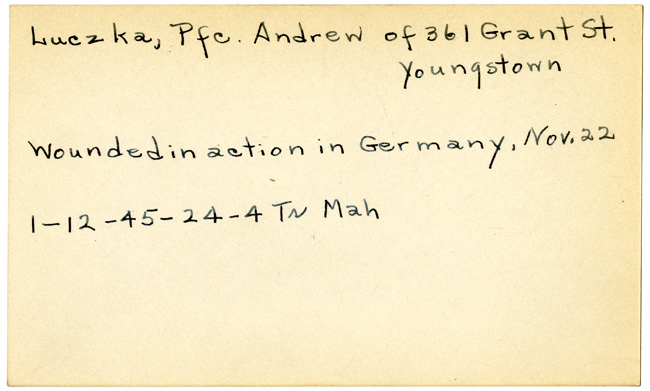 Luczka, Pfc. Andrew of 361 Grant St.
Youngstown
Wounded in action in Germany, Nov. 22
1-12-45-24-4 Tv Mah